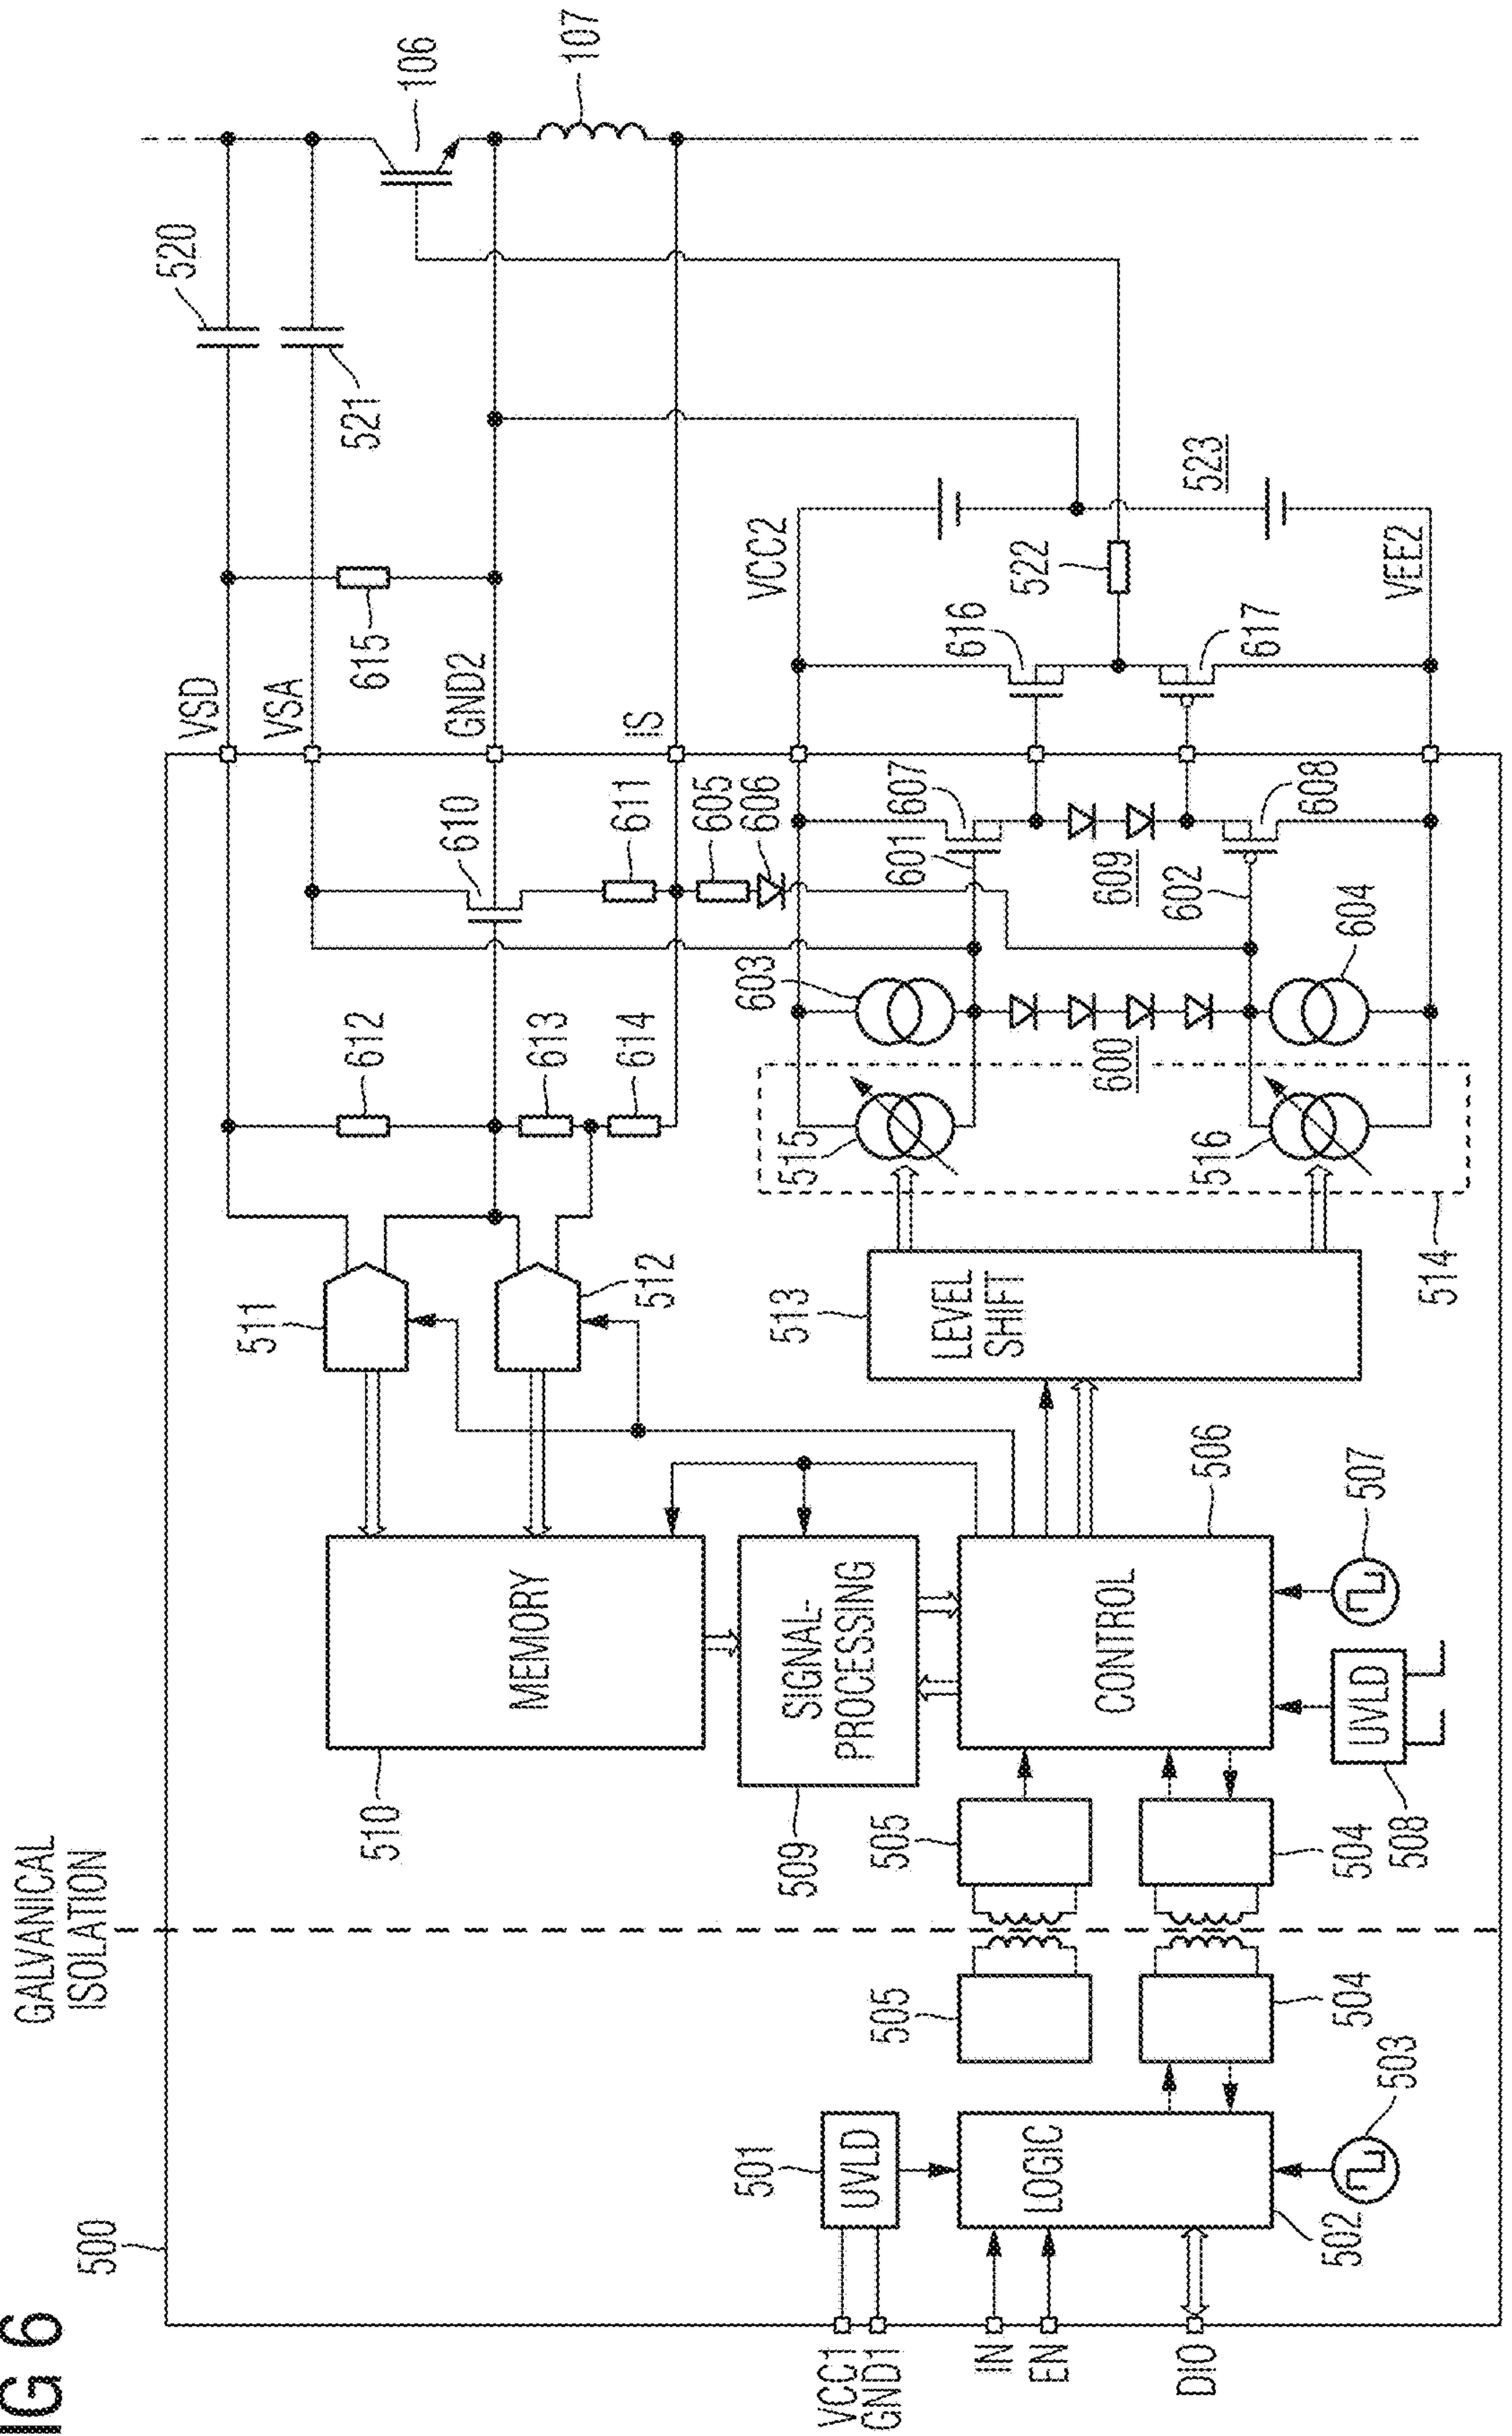 IG 6
500
GALVANICAL
ISOLATION
VCC1
GND1
IN
EN
DIO
501
UVLD
LOGIC
502
503
505
504
505
504
508
UVLD
507
506
CONTROL
509
SIGNAL-
PROCESSING
510
MEMORY
511
512
513
LEVEL
SHIFT
514
515
516
612
613
614
603
600
604
610
611
605
606
601
607
609
602
608
VSD
VSA
GND2
IS
615
616
617
VCC2
522
VEE2
523
520
521
106
107